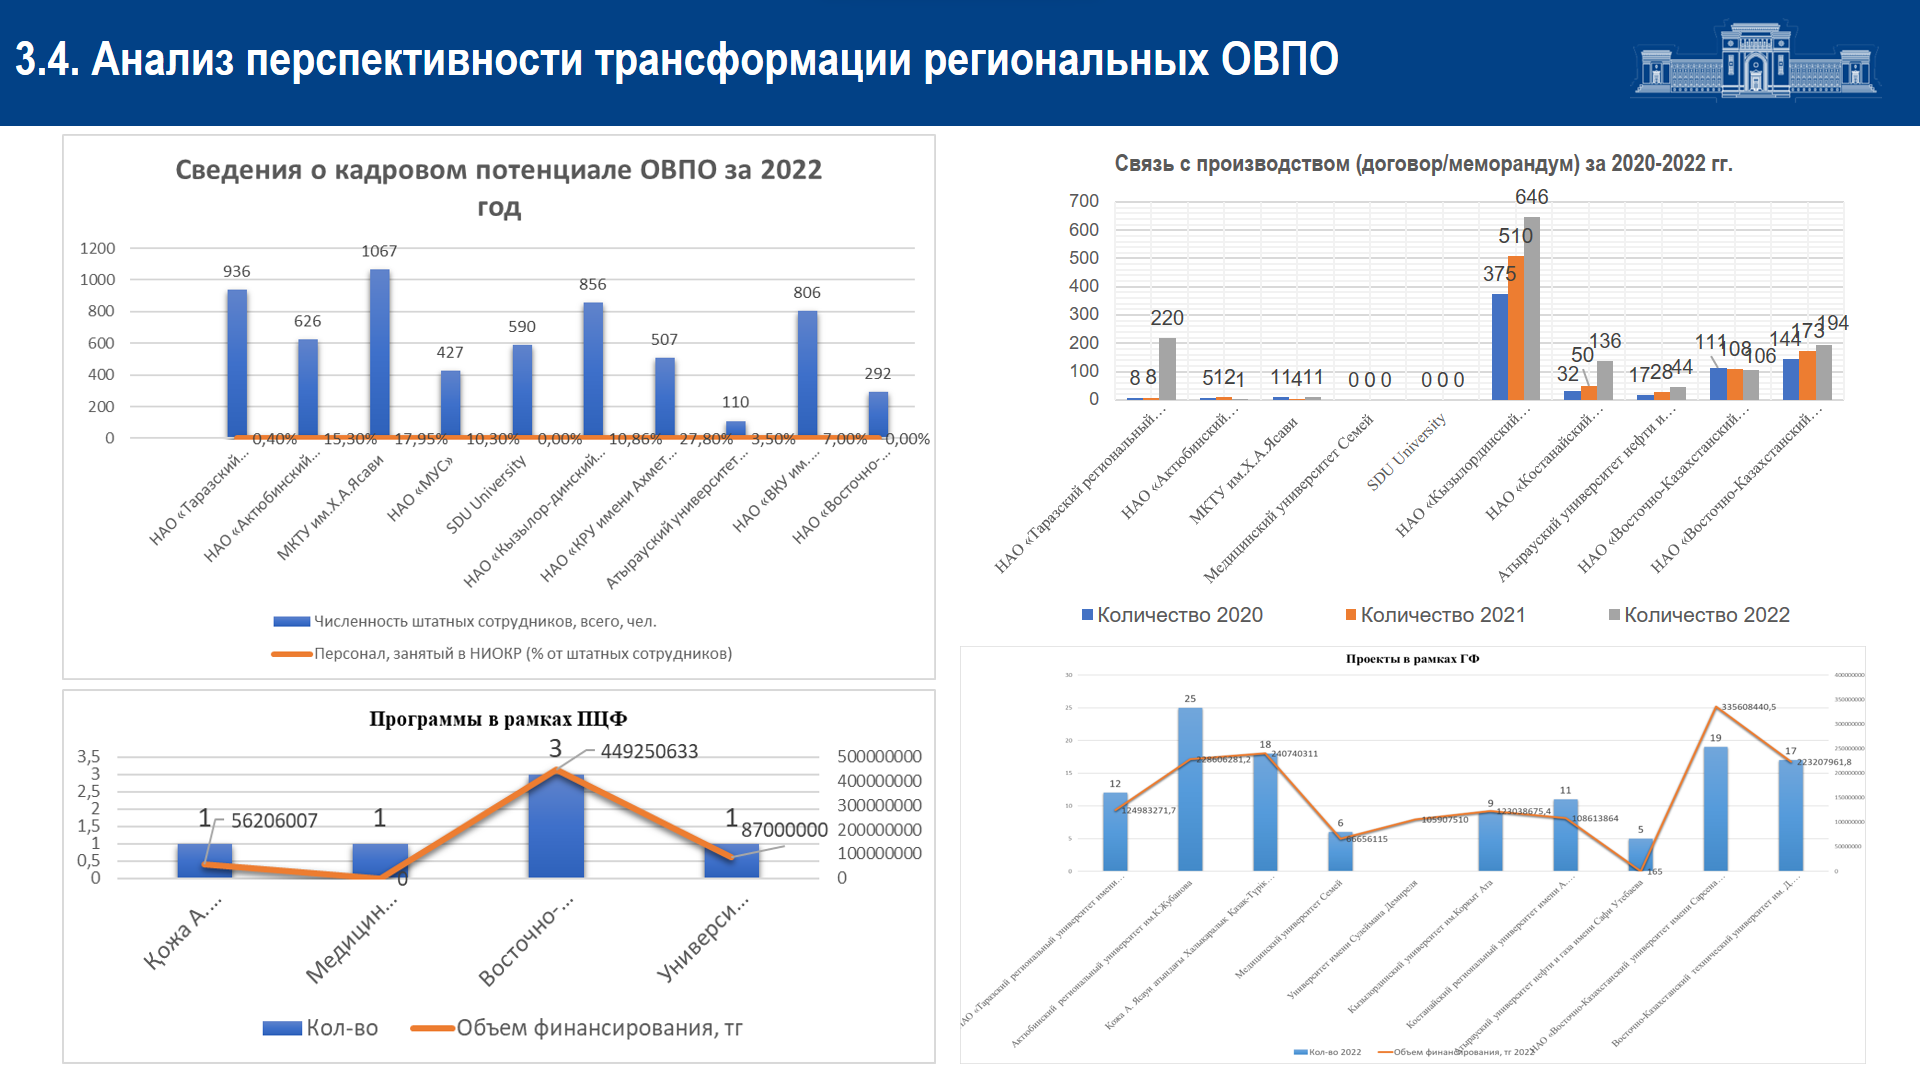 3.4. Анализ перспективности трансформации региональных ОВПО
Сведения о кадровом потенциале ОВПО за 2022
год
1200
1000
800
600
400
200
0
936
626
1067
427
590
856
507
110
806
292
0,40%
15,30%
17,95%
10,30%
0,00%
10,86%
27,80%
3,50%
7,00%
0,00%
НАО «Таразский…
НАО «Актюбинский…
МКТУ им.Х.А.Ясави
НАО «МУС»
SDU University
НАО «Кызылор-динский…
НАО «КРУ имени Ахмет…
Атырауский университет…
НАО «ВКУ им.…
НАО «Восточно-…
Численность штатных сотрудников, всего, чел.
Персонал, занятый в НИОКР (% от штатных сотрудников)
Связь с производством (договор/меморандум) за 2020-2022 гг.
700
600
500
400
300
200
100
0
8 8 220
5 12 1
11 4 11
0 0 0
0 0 0
375 510 646
32 50 136
17 28 44
111 108 106
144 173 194
НАО «Таразский региональный…
НАО «Актюбинский…
МКТУ им.Х.А.Ясави
Медицинский университет Семей
SDU University
НАО «Кызылординский…
НАО «Костанайский…
Атырауский университет нефти и…
НАО «Восточно-Казахстанский…
НАО «Восточно-Казахстанский…
Количество 2020
Количество 2021
Количество 2022
Программы в рамках ПЦФ
3,5
3
2,5
2
1,5
1
0,5
0
500000000
400000000
300000000
200000000
100000000
0
1
56206007
1
0
3
449250633
1
87000000
Қожа А.…
Медицин…
Восточно-…
Универси…
Кол-во
Объем финансирования, тг
Проекты в рамках ГФ
30
25
20
15
10
5
0
400000000
350000000
300000000
250000000
200000000
150000000
100000000
50000000
0
12
124983271,7
25
228606281,2
18
240740311
6
66656115
105907510
9
123038675,4
11
108613864
5
165
19
335608440,5
17
223207961,8
НАО «Таразский региональный университет имени…
Актюбинский региональный университет им.К.Жубанова
Қожа А. Ясауи атындағы Халықаралық Қазақ-Түрік…
Медицинский университет Семей
Университет имени Сулеймана Демиреля
Кызылординский университет им.Коркыт Ата
Костанайский региональный университет имени А.…
Атырауский университет нефти и газа имени Сафи Утебаева
НАО «Восточно-Казахстанский университет имени Сарсена…
Восточно-Казахстанский технический университет им. Д.…
Кол-во 2022
Объем финансирования, тг 2022